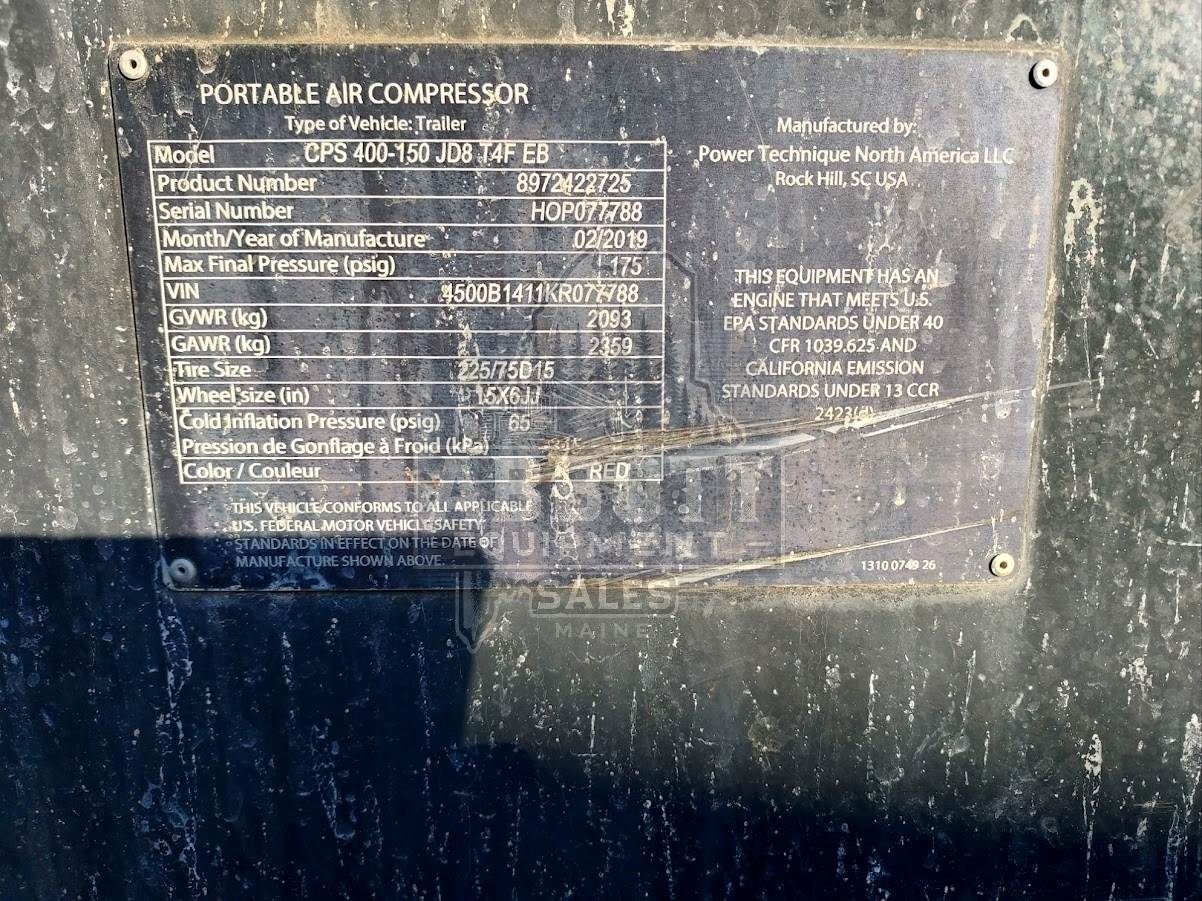 PORTABLE AIR COMPRESSOR
Type of Vehicle: Trailer
Model CPS 400-150 JD8 T4F EB
Product Number 8972422725
Serial Number HOP077788
Month/Year of Manufacture 02/2019
Max Final Pressure (psig) 175
VIN 4500B1411KR077788
GVWR (kg) 2093
GAWR (kg) 2359
Tire Size 225/75D15
Wheel size (in) 15X6JJ
Cold Inflation Pressure (psig) 65
Pression de Gonflage à Froid (kPa)
Color / Couleur RED
THIS VEHICLE CONFORMS TO ALL APPLICABLE
U.S. FEDERAL MOTOR VEHICLE SAFETY
STANDARDS IN EFFECT ON THE DATE OF
MANUFACTURE SHOWN ABOVE.
Manufactured by:
Power Technique North America LLC
Rock Hill, SC USA
THIS EQUIPMENT HAS AN
ENGINE THAT MEETS U.S.
EPA STANDARDS UNDER 40
CFR 1039.625 AND
CALIFORNIA EMISSION
STANDARDS UNDER 13 CCR
2423(d)
1310 0749 26
EQUIPMENT
SALES
MAINE